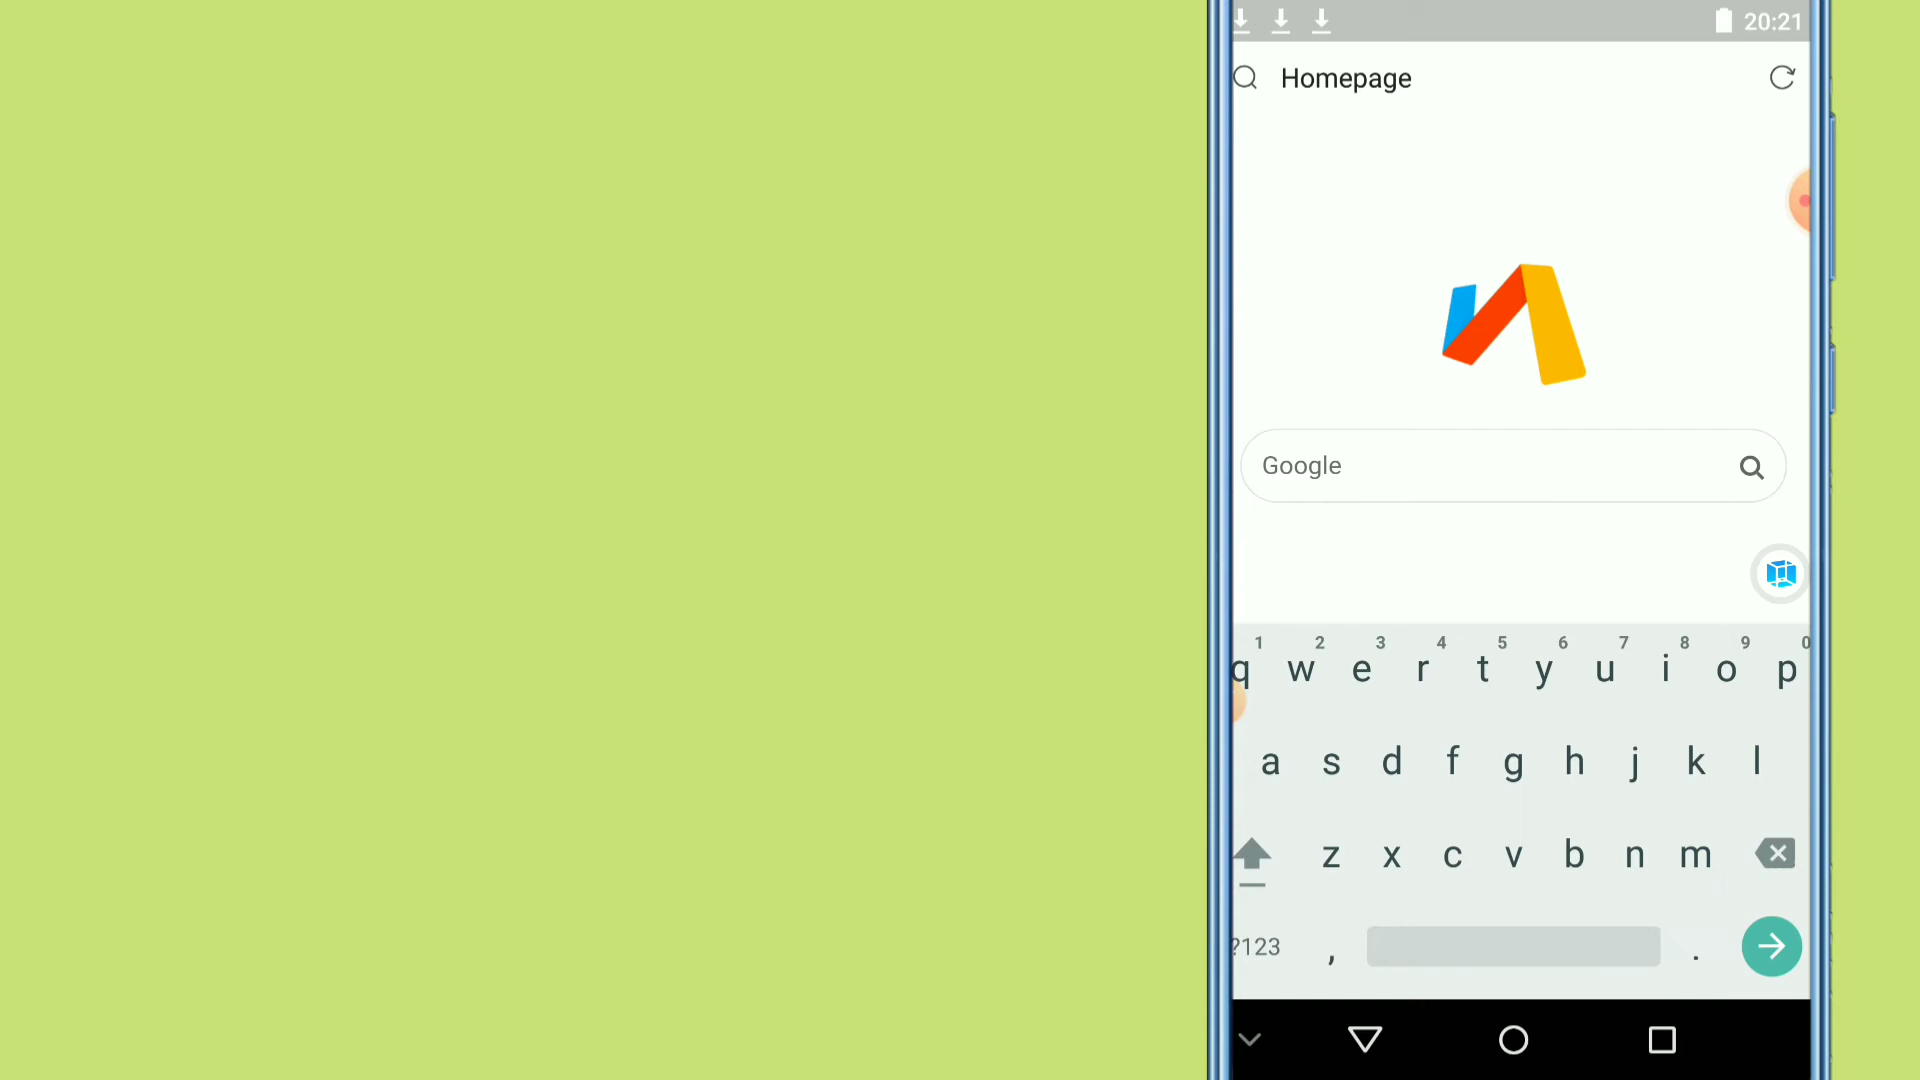 20:21
Homepage
Google
1 2 3 4 5 6 7 8 9 0
q w e r t y u i o p
a s d f g h j k l
z x c v b n m
?123 , .